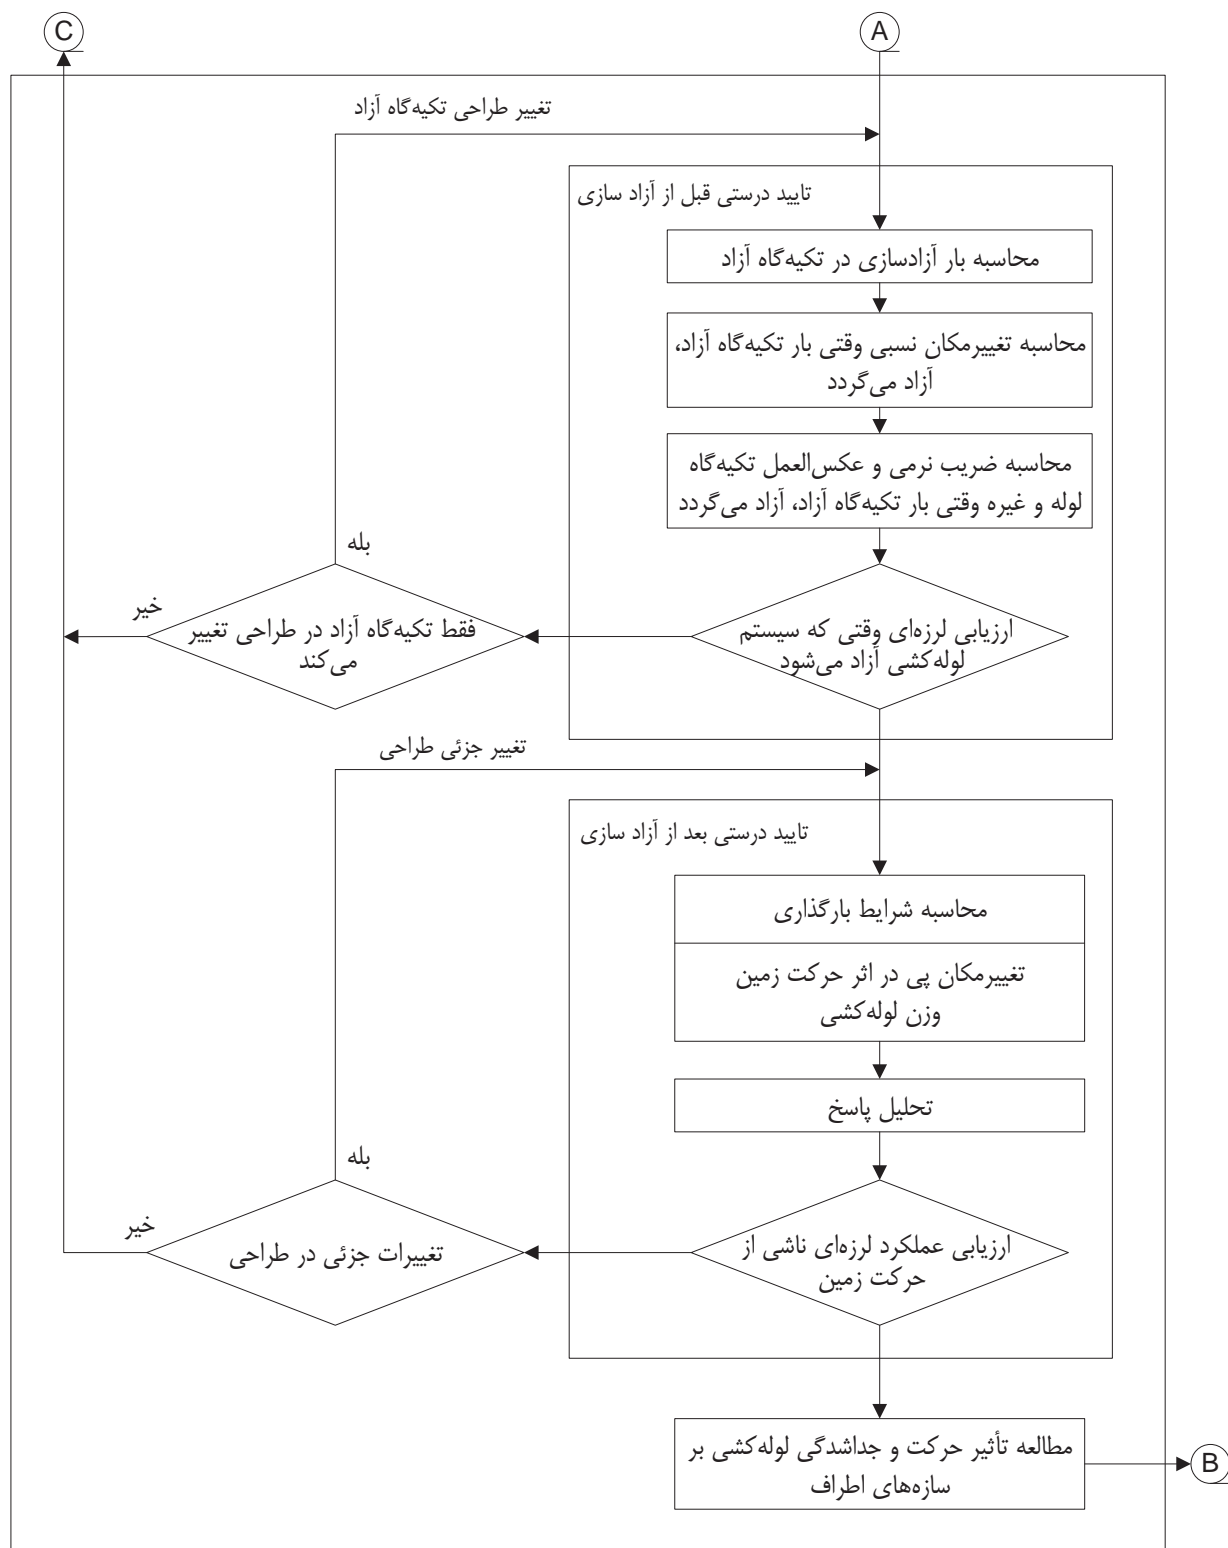 C
A
تغییر طراحی تکیه‌گاه آزاد
تایید درستی قبل از آزاد سازی
محاسبه بار آزادسازی در تکیه‌گاه آزاد
محاسبه تغییرمکان نسبی وقتی بار تکیه‌گاه آزاد،
آزاد می‌گردد
محاسبه ضریب نرمی و عکس‌العمل تکیه‌گاه
لوله و غیره وقتی بار تکیه‌گاه آزاد، آزاد می‌گردد
بله
خیر
ارزیابی لرزه‌ای وقتی که سیستم
لوله‌کشی آزاد می‌شود
فقط تکیه‌گاه آزاد در طراحی تغییر
می‌کند
تغییر جزئی طراحی
تایید درستی بعد از آزاد سازی
محاسبه شرایط بارگذاری
تغییرمکان پی در اثر حرکت زمین
وزن لوله‌کشی
تحلیل پاسخ
بله
خیر
ارزیابی عملکرد لرزه‌ای ناشی از
حرکت زمین
تغییرات جزئی در طراحی
مطالعه تأثیر حرکت و جداشدگی لوله‌کشی بر
سازه‌های اطراف
B